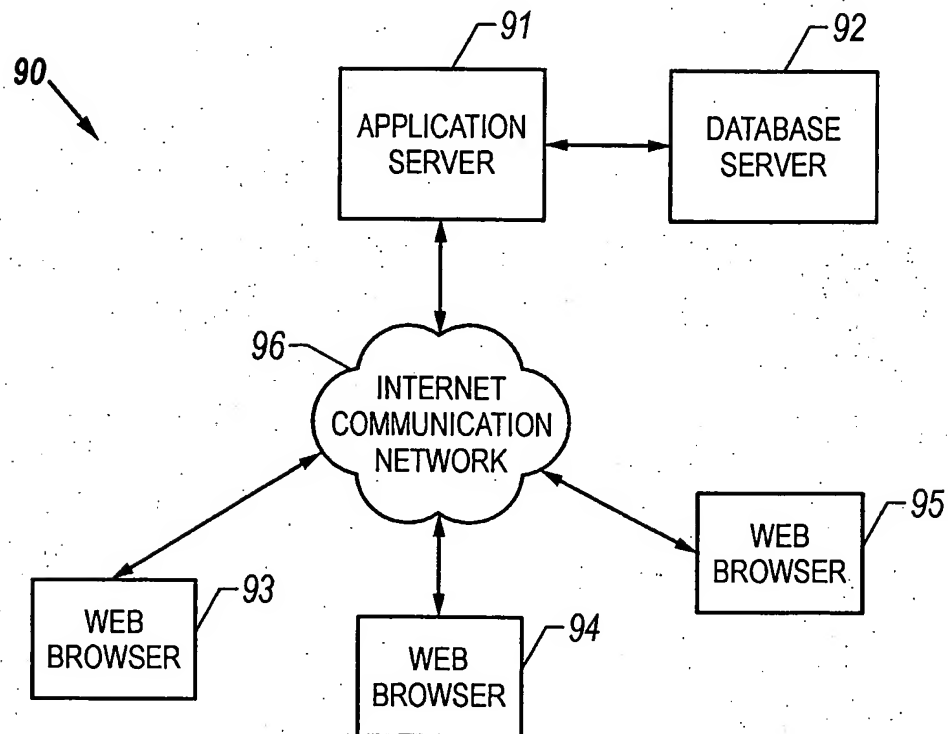 90
91
APPLICATION
SERVER
92
DATABASE
SERVER
96
INTERNET
COMMUNICATION
NETWORK
93
WEB
BROWSER
94
WEB
BROWSER
95
WEB
BROWSER